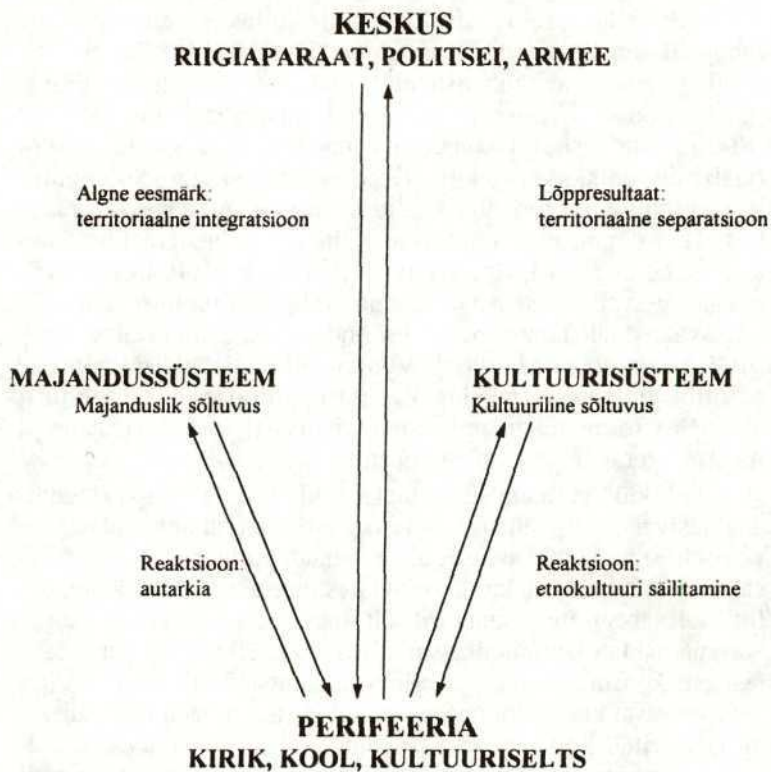 KESKUS
RIIGIAPARAAT, POLITSEI, ARMEE
Algne eesmärk:
territoriaalne integratsioon
Lõppresultaat:
territoriaalne separatsioon
MAJANDUSSÜSTEEM
Majanduslik sõltuvus
KULTUURISÜSTEEM
Kultuuriline sõltuvus
Reaktsioon:
autarkia
Reaktsioon:
etnokultuuri säilitamine
PERIFEERIA
KIRIK, KOOL, KULTUURISELTS